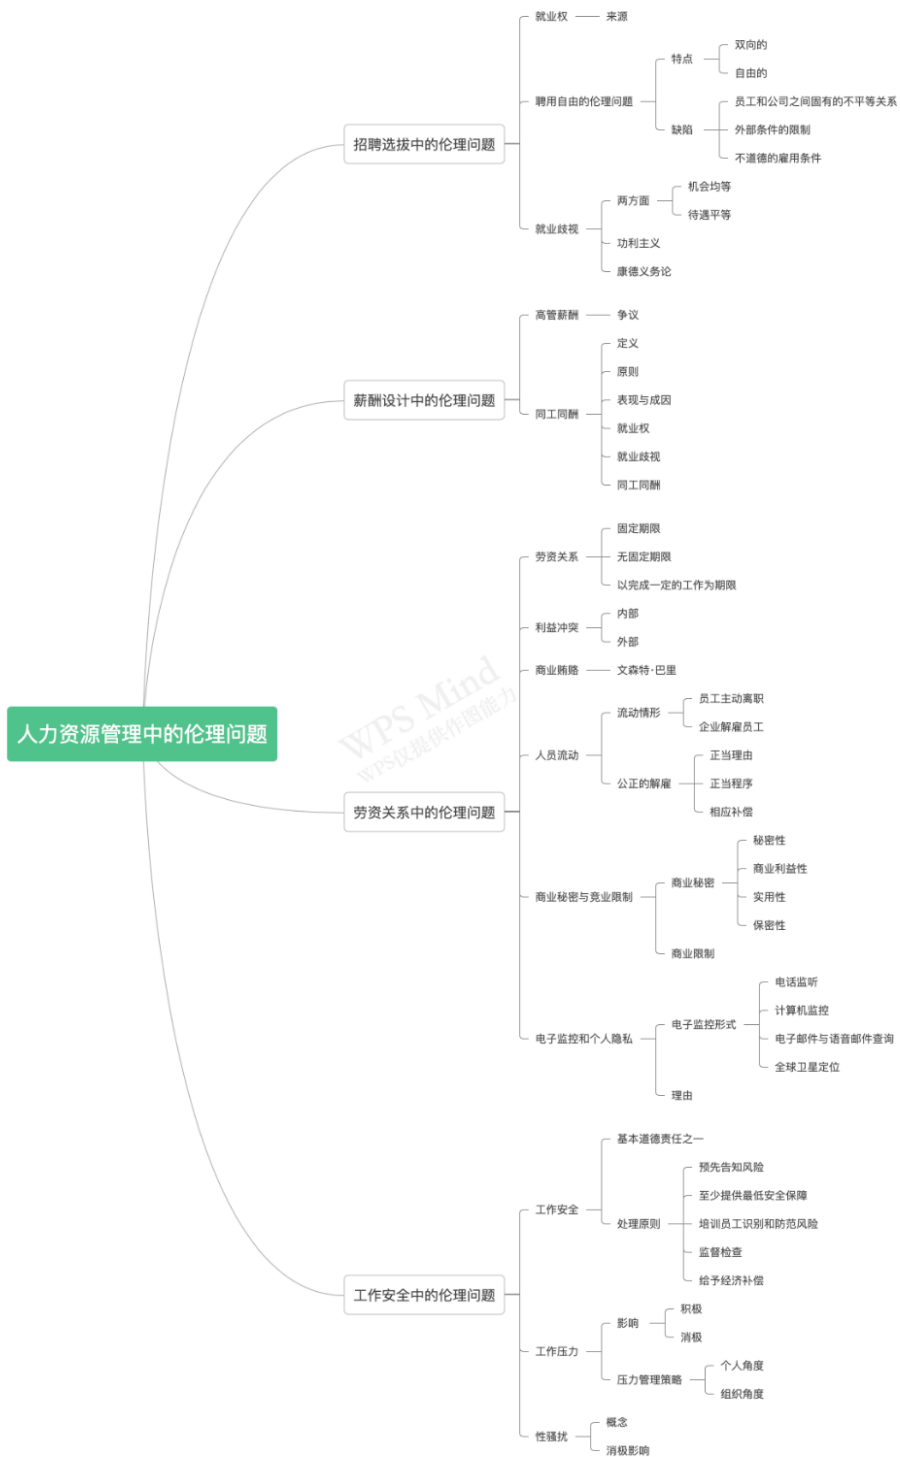 人力资源管理中的伦理问题
招聘选拔中的伦理问题
就业权
来源
聘用自由的伦理问题
特点
双向的
自由的
缺陷
员工和公司之间固有的不平等关系
外部条件的限制
不道德的雇用条件
就业歧视
两方面
机会均等
待遇平等
功利主义
康德义务论
薪酬设计中的伦理问题
高管薪酬
争议
同工同酬
定义
原则
表现与成因
就业权
就业歧视
同工同酬
劳资关系中的伦理问题
劳资关系
固定期限
无固定期限
以完成一定的工作为期限
利益冲突
内部
外部
商业贿赂
文森特·巴里
人员流动
流动情形
员工主动离职
企业解雇员工
公正的解雇
正当理由
正当程序
相应补偿
商业秘密与竞业限制
商业秘密
秘密性
商业利益性
实用性
保密性
商业限制
电子监控和个人隐私
电子监控形式
电话监听
计算机监控
电子邮件与语音邮件查询
全球卫星定位
理由
工作安全中的伦理问题
工作安全
基本道德责任之一
处理原则
预先告知风险
至少提供最低安全保障
培训员工识别和防范风险
监督检查
给予经济补偿
工作压力
影响
积极
消极
压力管理策略
个人角度
组织角度
性骚扰
概念
消极影响
WPS Mind
WPS仅提供作图能力